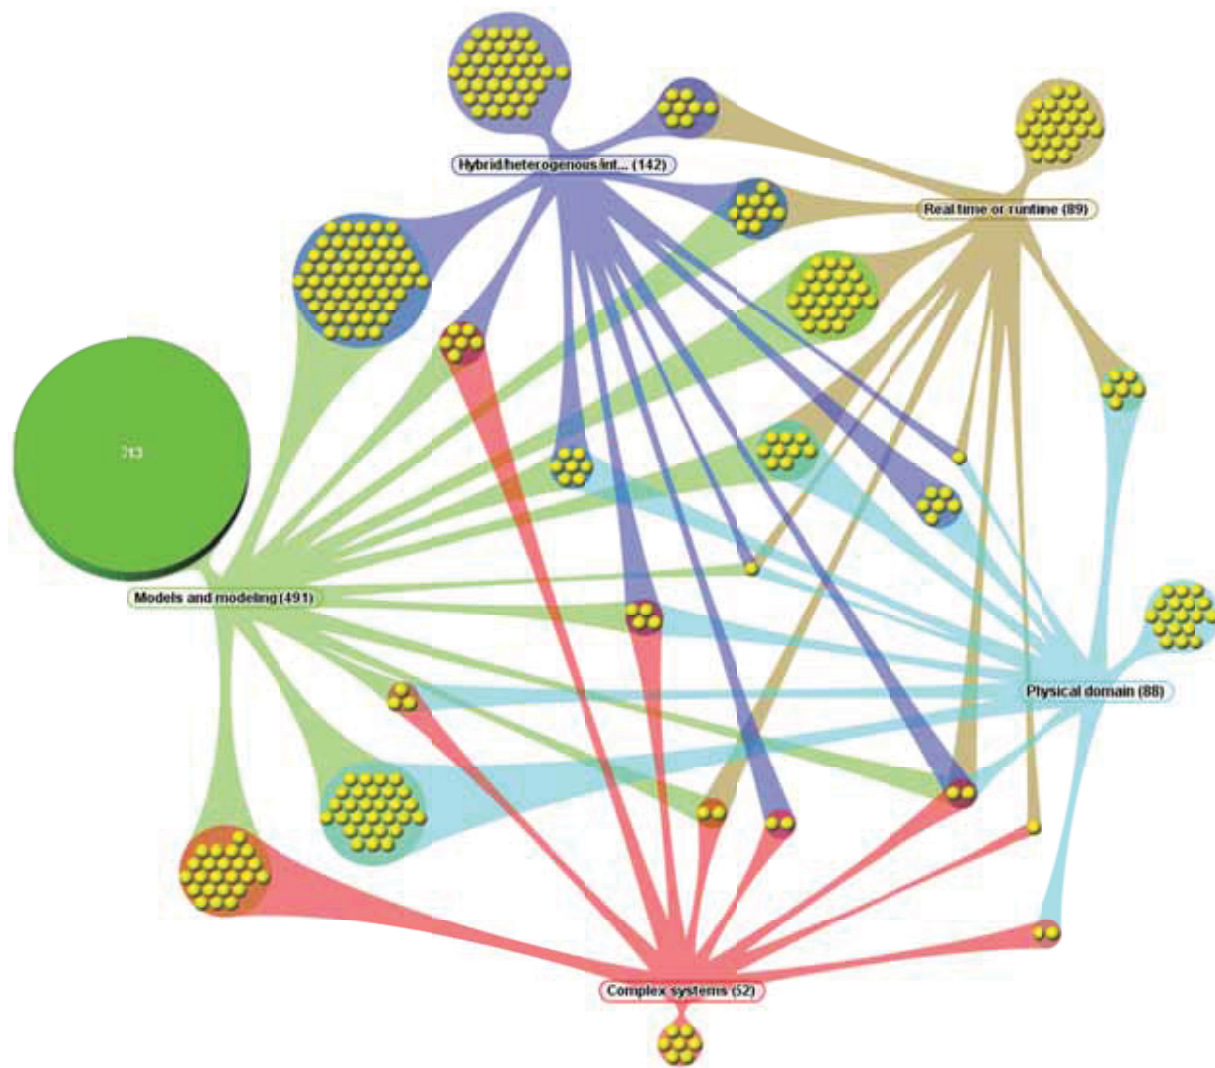 Hybrid/heterogenous/int... (142)
Real time or runtime (89)
Models and modeling (491)
Physical domain (88)
Complex systems (52)